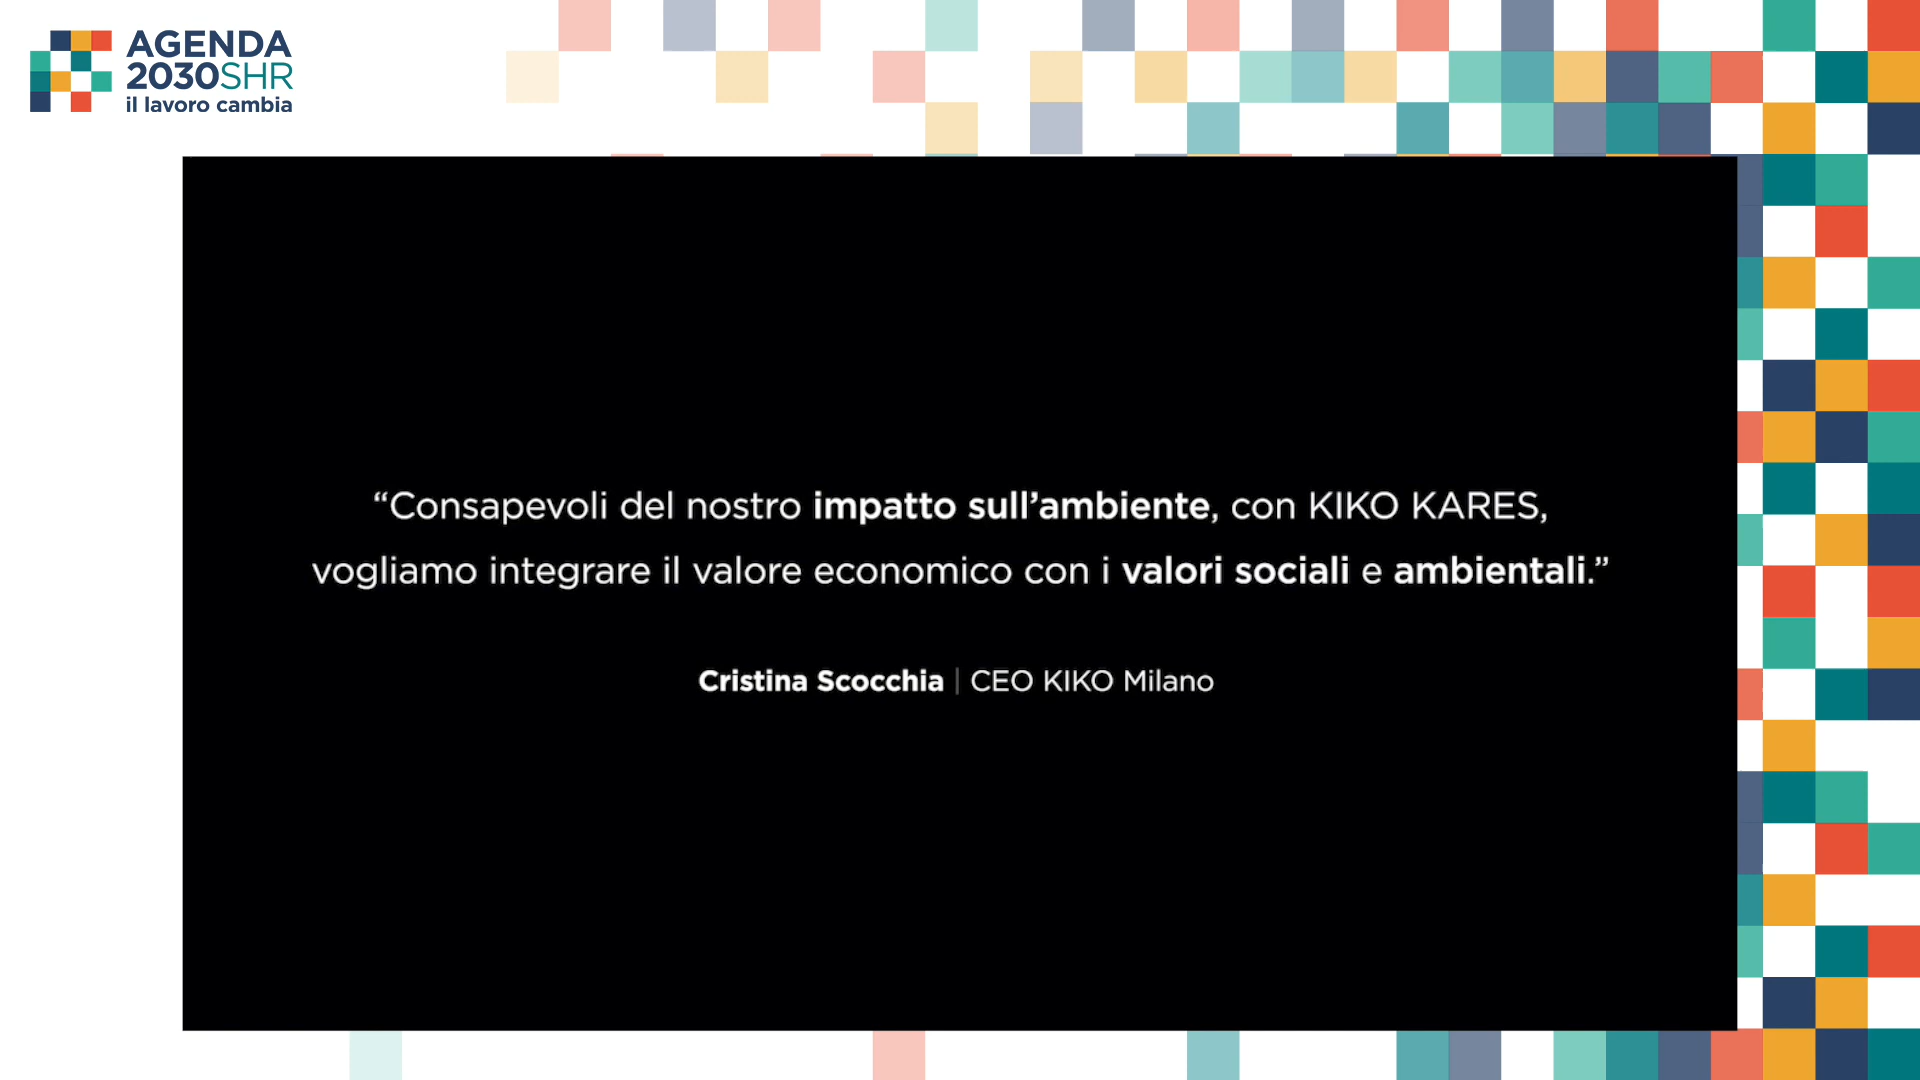 AGENDA
2030SHR
il lavoro cambia
“Consapevoli del nostro impatto sull’ambiente, con KIKO KARES,
vogliamo integrare il valore economico con i valori sociali e ambientali.”
Cristina Scocchia | CEO KIKO Milano